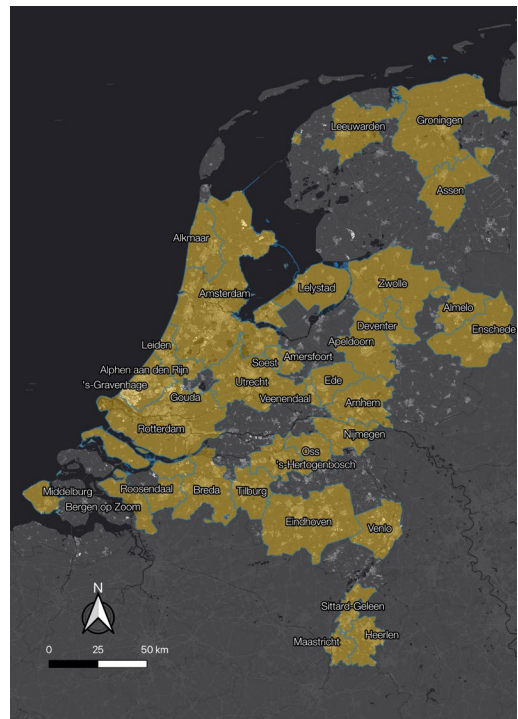 Leeuwarden
Groningen
Assen
Alkmaar
Amsterdam
Lelystad
Zwolle
Almelo
Enschede
Deventer
Leiden
Soest
Amersfoort
Apeldoorn
Alphen aan den Rijn
's-Gravenhage
Utrecht
Ede
Gouda
Veenendaal
Arnhem
Rotterdam
Nijmegen
Oss
's-Hertogenbosch
Middelburg
Roosendaal
Breda
Tilburg
Bergen op Zoom
Eindhoven
Venlo
Sittard-Geleen
Maastricht
Heerlen
N
0 25 50 km